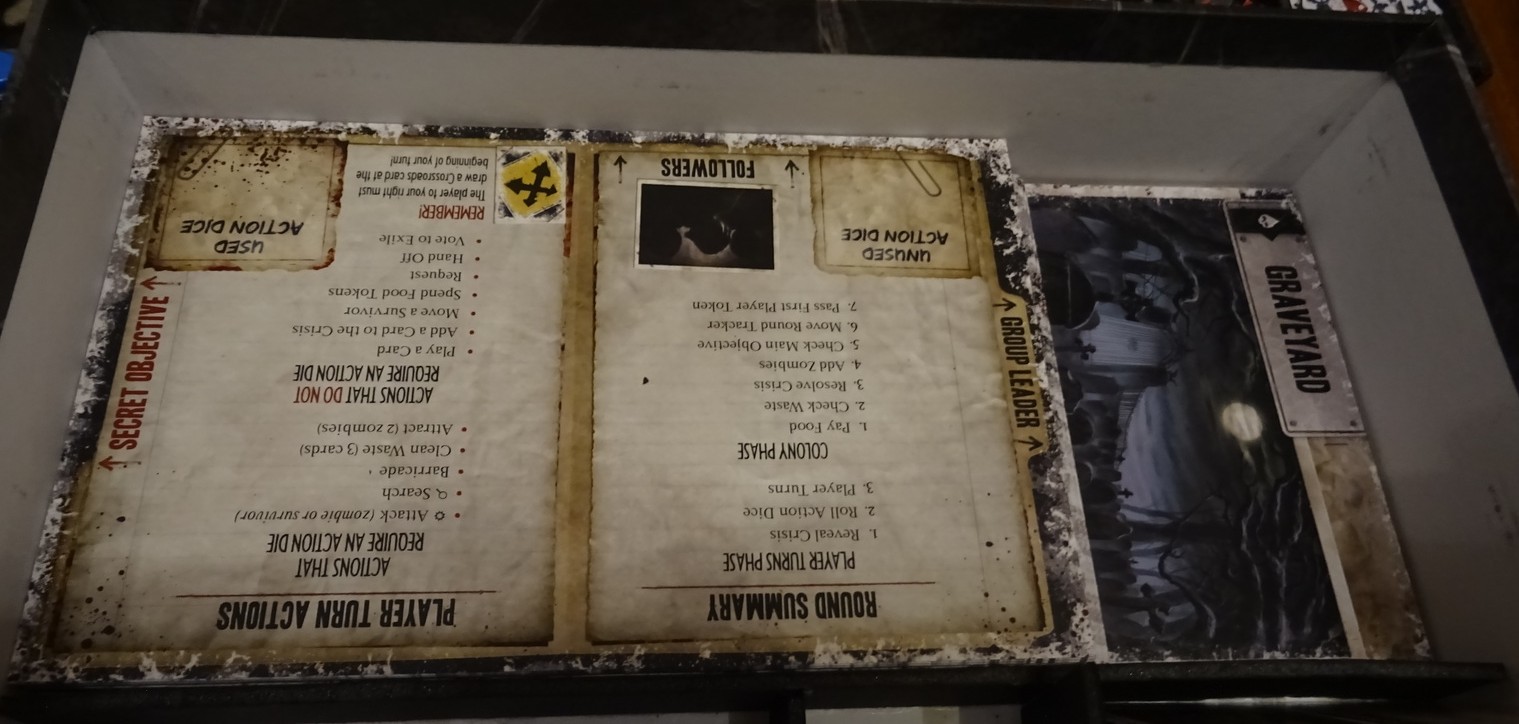 ROUND SUMMARY
PLAYER TURNS PHASE
1. Reveal Crisis
2. Roll Action Dice
3. Player Turns
COLONY PHASE
1. Pay Food
2. Check Waste
3. Resolve Crisis
4. Add Zombies
5. Check Main Objective
6. Move Round Tracker
7. Pass First Player Token
UNUSED
ACTION DICE
FOLLOWERS
GROUP LEADER
PLAYER TURN ACTIONS
ACTIONS THAT
REQUIRE AN ACTION DIE
• Attack (zombie or survivor)
• Search
• Barricade
• Clean Waste (3 cards)
• Attract (2 zombies)
ACTIONS THAT DO NOT
REQUIRE AN ACTION DIE
• Play a Card
• Add a Card to the Crisis
• Move a Survivor
• Spend Food Tokens
• Request
• Hand Off
• Vote to Exile
REMEMBER!
The player to your right must
draw a Crossroads card at the
beginning of your turn!
USED
ACTION DICE
SECRET OBJECTIVE
GRAVEYARD